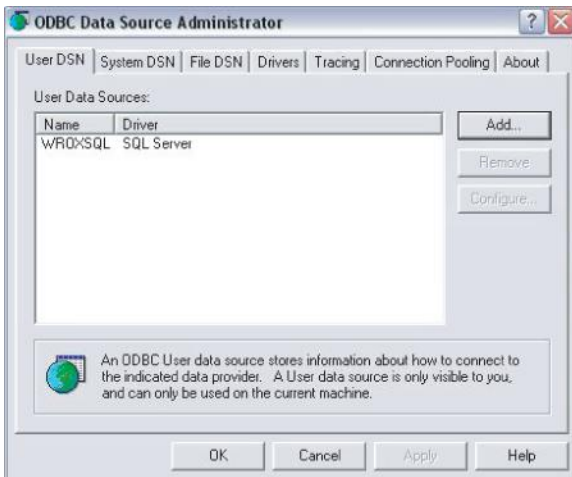 ODBC Data Source Administrator
User DSN System DSN File DSN Drivers Tracing Connection Pooling About
User Data Sources:
Name Driver
WROXSQL SQL Server
Add...
Remove
Configure...
An ODBC User data source stores information about how to connect to
the indicated data provider. A User data source is only visible to you,
and can only be used on the current machine.
OK Cancel Apply Help